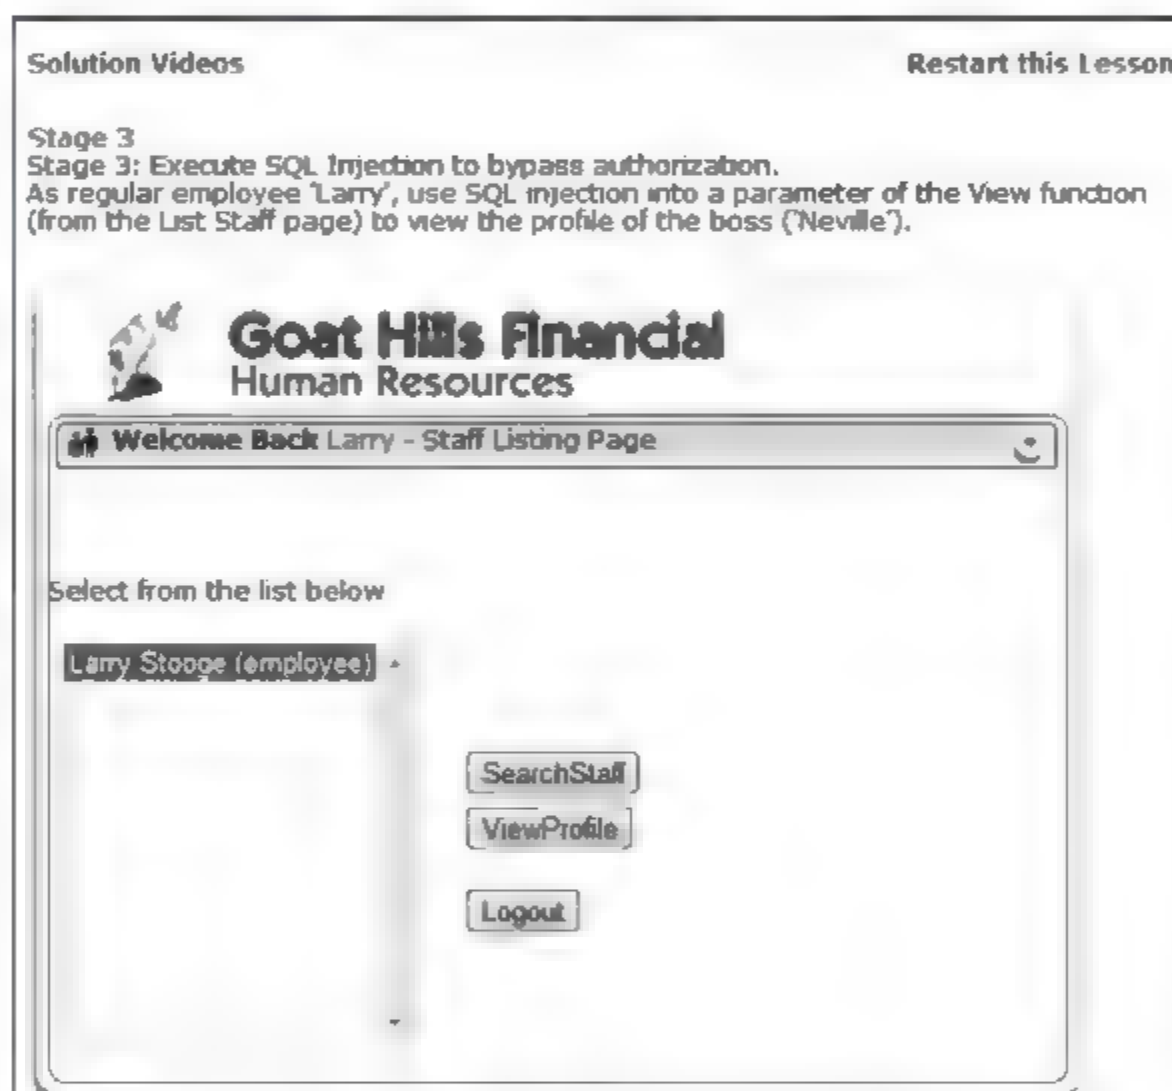 Solution Videos
Restart this Lesson
Stage 3
Stage 3: Execute SQL Injection to bypass authorization.
As regular employee 'Larry', use SQL injection into a parameter of the View function
(from the List Staff page) to view the profile of the boss ('Neville').
Goat Hills Financial
Human Resources
Welcome Back Larry - Staff Listing Page
Select from the list below
Larry Stooge (employee)
SearchStaff
ViewProfile
Logout